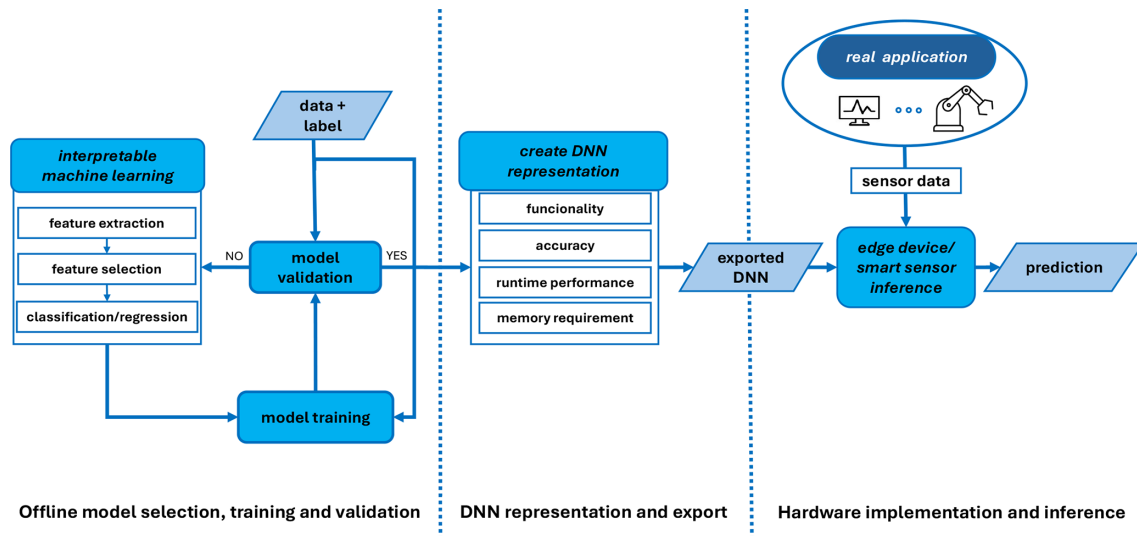 data +
label
interpretable
machine learning
feature extraction
feature selection
classification/regression
NO
model
validation
YES
model training
create DNN
representation
funcionality
accuracy
runtime performance
memory requirement
exported
DNN
real application
sensor data
edge device/
smart sensor
inference
prediction
Offline model selection, training and validation
DNN representation and export
Hardware implementation and inference